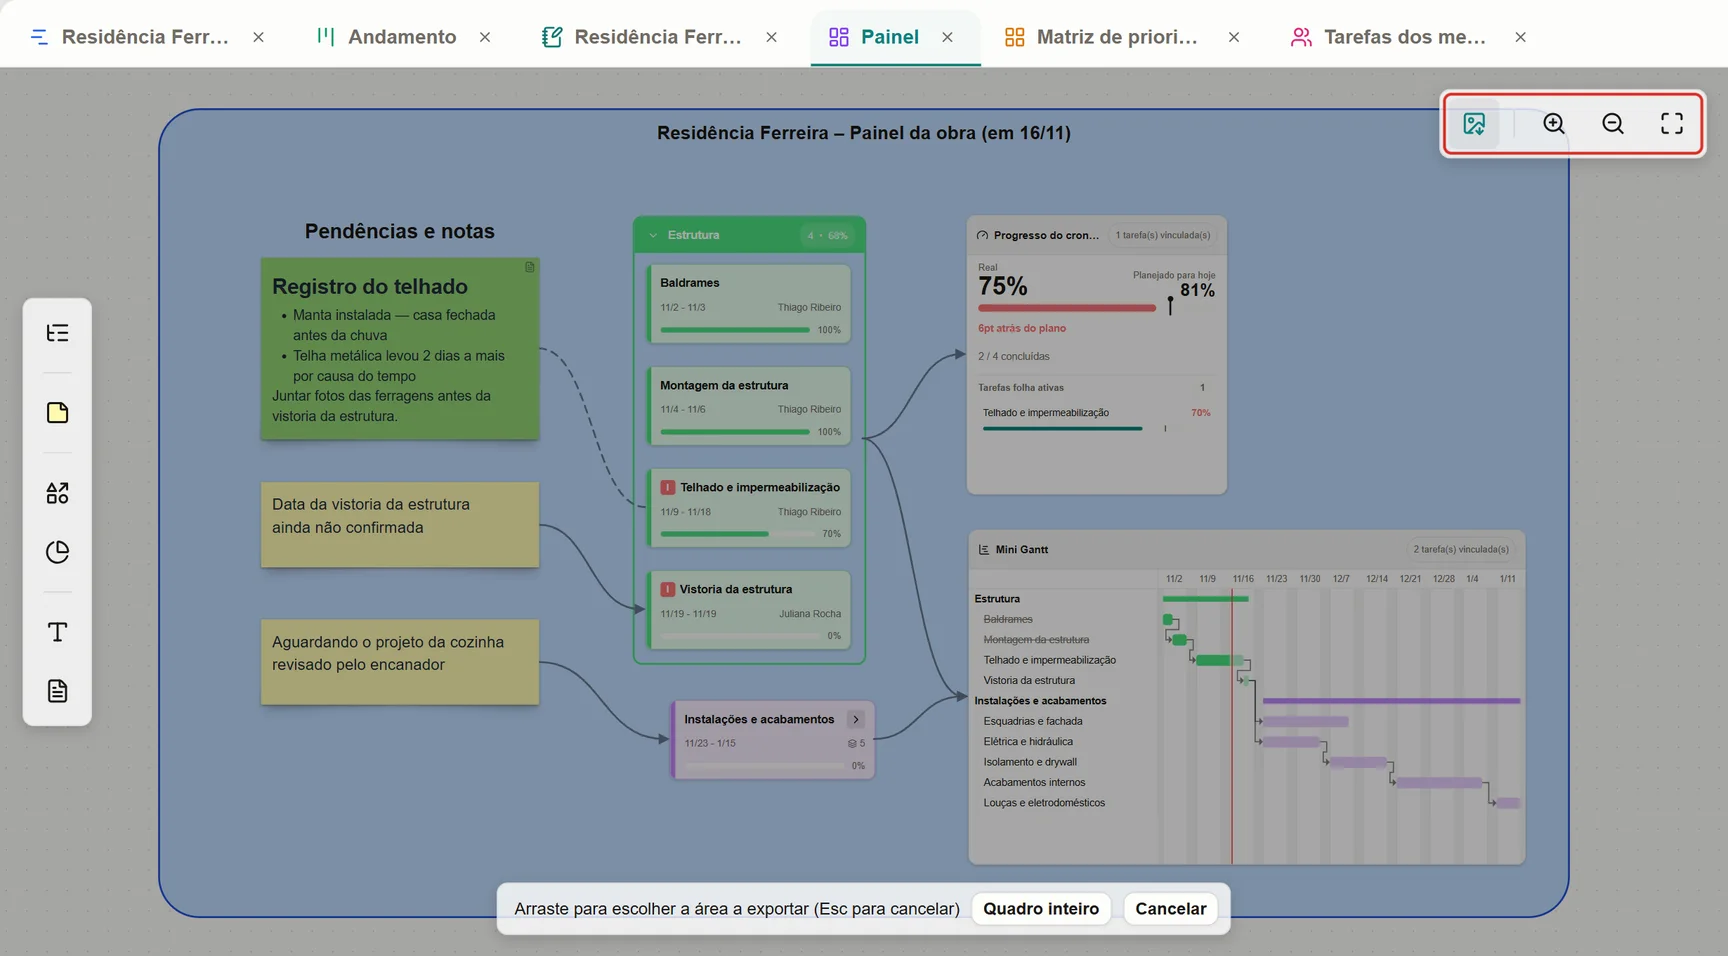 Residência Ferr...
Andamento
Residência Ferr...
Painel
Matriz de priori...
Tarefas dos me...
Residência Ferreira – Painel da obra (em 16/11)
Pendências e notas
Registro do telhado
• Manta instalada — casa fechada
antes da chuva
• Telha metálica levou 2 dias a mais
por causa do tempo
Juntar fotos das ferragens antes da
vistoria da estrutura.
Data da vistoria da estrutura
ainda não confirmada
Aguardando o projeto da cozinha
revisado pelo encanador
Estrutura
4 • 68%
Baldrames
11/2 - 11/3
Thiago Ribeiro
100%
Montagem da estrutura
11/4 - 11/6
Thiago Ribeiro
100%
! Telhado e impermeabilização
11/9 - 11/18
Thiago Ribeiro
70%
! Vistoria da estrutura
11/19 - 11/19
Juliana Rocha
0%
Instalações e acabamentos
11/23 - 1/15
5
0%
Progresso do cron...
1 tarefa(s) vinculada(s)
Real
75%
Planejado para hoje
81%
6pt atrás do plano
2 / 4 concluídas
Tarefas folha ativas
1
Telhado e impermeabilização
70%
Mini Gantt
2 tarefa(s) vinculada(s)
11/2 11/9 11/16 11/23 11/30 12/7 12/14 12/21 12/28 1/4 1/11
Estrutura
Baldrames
Montagem da estrutura
Telhado e impermeabilização
Vistoria da estrutura
Instalações e acabamentos
Esquadrias e fachada
Elétrica e hidráulica
Isolamento e drywall
Acabamentos internos
Louças e eletrodomésticos
Arraste para escolher a área a exportar (Esc para cancelar)
Quadro inteiro
Cancelar